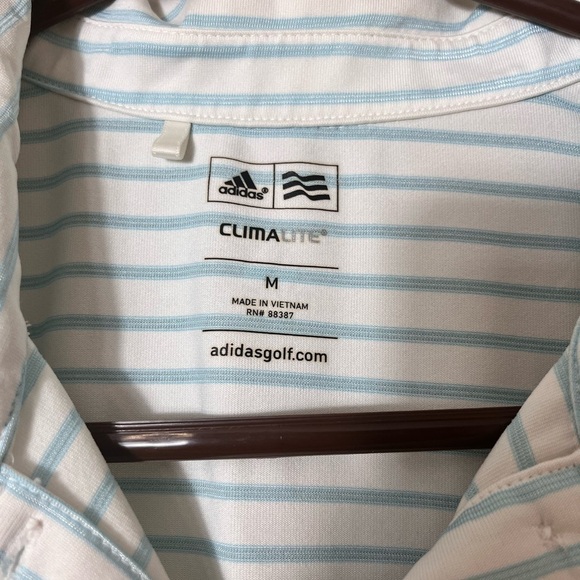 adidas®
CLIMALITE®
M
MADE IN VIETNAM
RN# 88387
adidasgolf.com